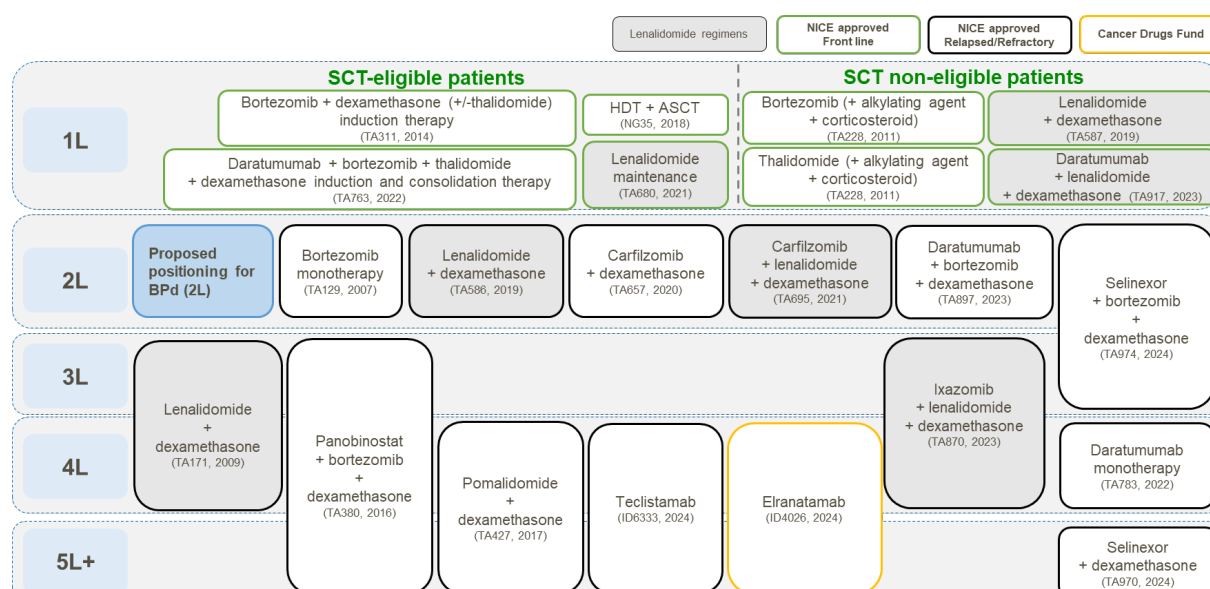 Lenalidomide regimens
NICE approved
Front line
NICE approved
Relapsed/Refractory
Cancer Drugs Fund
SCT-eligible patients
SCT non-eligible patients
1L
Bortezomib + dexamethasone (+/-thalidomide)
induction therapy
(TA311, 2014)
HDT + ASCT
(NG35, 2018)
Bortezomib (+ alkylating agent
+ corticosteroid)
(TA228, 2011)
Lenalidomide
+ dexamethasone
(TA587, 2019)
Daratumumab + bortezomib + thalidomide
+ dexamethasone induction and consolidation therapy
(TA763, 2022)
Lenalidomide
maintenance
(TA680, 2021)
Thalidomide (+ alkylating agent
+ corticosteroid)
(TA228, 2011)
Daratumumab
+ lenalidomide
+ dexamethasone (TA917, 2023)
2L
Proposed
positioning for
BPd (2L)
Bortezomib
monotherapy
(TA129, 2007)
Lenalidomide
+ dexamethasone
(TA586, 2019)
Carfilzomib
+ dexamethasone
(TA657, 2020)
Carfilzomib
+ lenalidomide
+ dexamethasone
(TA695, 2021)
Daratumumab
+ bortezomib
+ dexamethasone
(TA897, 2023)
Selinexor
+ bortezomib
+
dexamethasone
(TA974, 2024)
3L
Lenalidomide
+
dexamethasone
(TA171, 2009)
Panobinostat
+ bortezomib
+
dexamethasone
(TA380, 2016)
Ixazomib
+ lenalidomide
+ dexamethasone
(TA870, 2023)
4L
Pomalidomide
+
dexamethasone
(TA427, 2017)
Teclistamab
(ID6333, 2024)
Elranatamab
(ID4026, 2024)
Daratumumab
monotherapy
(TA783, 2022)
5L+
Selinexor
+ dexamethasone
(TA970, 2024)